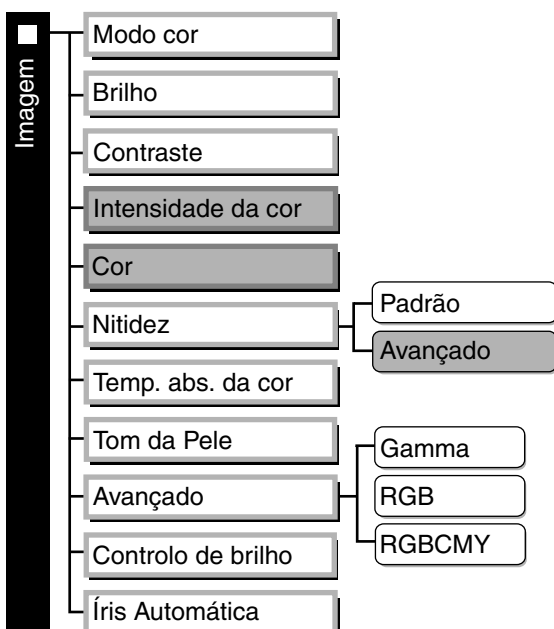 Imagem
Modo cor
Brilho
Contraste
Intensidade da cor
Cor
Nitidez
Padrão
Avançado
Temp. abs. da cor
Tom da Pele
Avançado
Gamma
RGB
RGBCMY
Controlo de brilho
Íris Automática